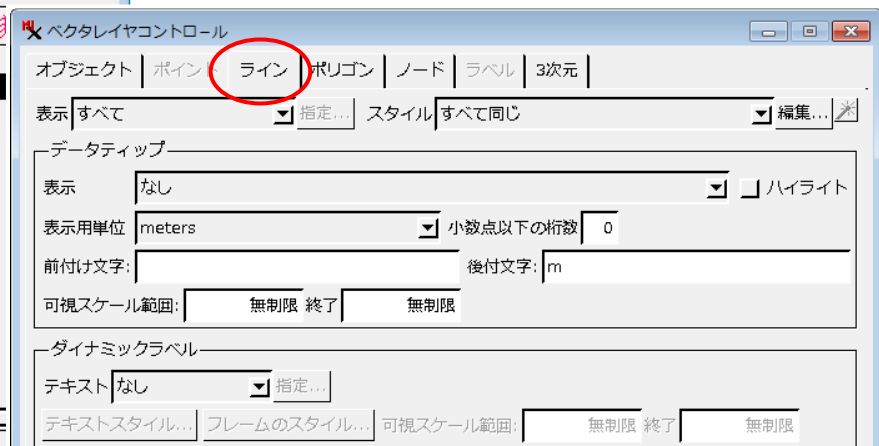 ベクタレイヤコントロール
オブジェクト ポイント ライン ポリゴン ノード ラベル 3次元
表示 すべて 指定... スタイル すべて同じ 編集...
データティップ
表示 なし ハイライト
表示用単位 meters 小数点以下の桁数 0
前付け文字: 後付文字: m
可視スケール範囲: 無制限 終了 無制限
ダイナミックラベル
テキスト なし 指定...
テキストスタイル... フレームのスタイル... 可視スケール範囲: 無制限 終了 無制限